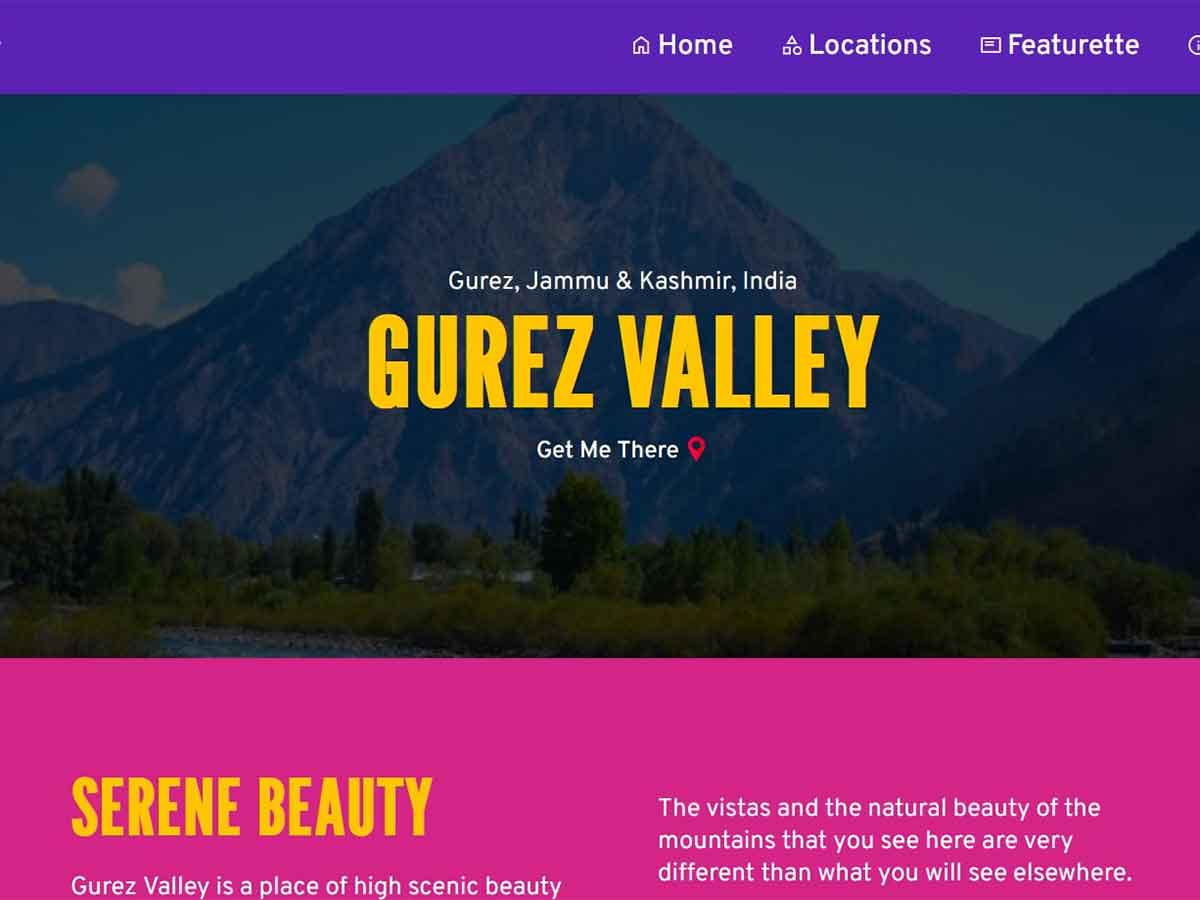 Home Locations Featurette
Gurez, Jammu & Kashmir, India
GUREZ VALLEY
Get Me There
SERENE BEAUTY
Gurez Valley is a place of high scenic beauty
The vistas and the natural beauty of the
mountains that you see here are very
different than what you will see elsewhere.